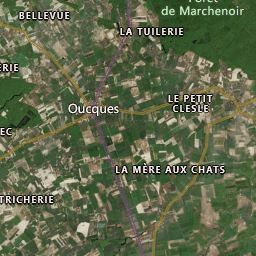 Forêt
de Marchenoir
BELLEVUE
LA TUILERIE
ERIE
LE PETIT
CLESLE
Oucques
EC
LA MÈRE AUX CHATS
TRICHERIE